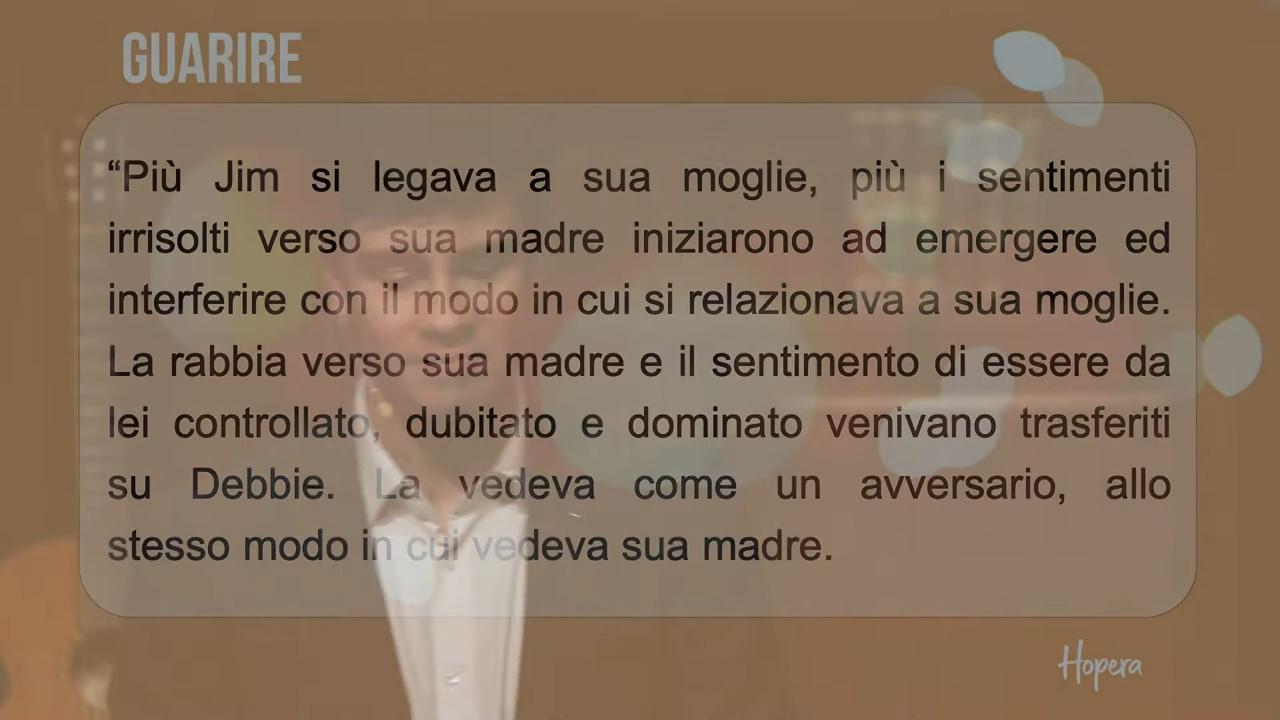 GUARIRE
“Più Jim si legava a sua moglie, più i sentimenti
irrisolti verso sua madre iniziarono ad emergere ed
interferire con il modo in cui si relazionava a sua moglie.
La rabbia verso sua madre e il sentimento di essere da
lei controllato, dubitato e dominato venivano trasferiti
su Debbie. La vedeva come un avversario, allo
stesso modo in cui vedeva sua madre.
Hopera